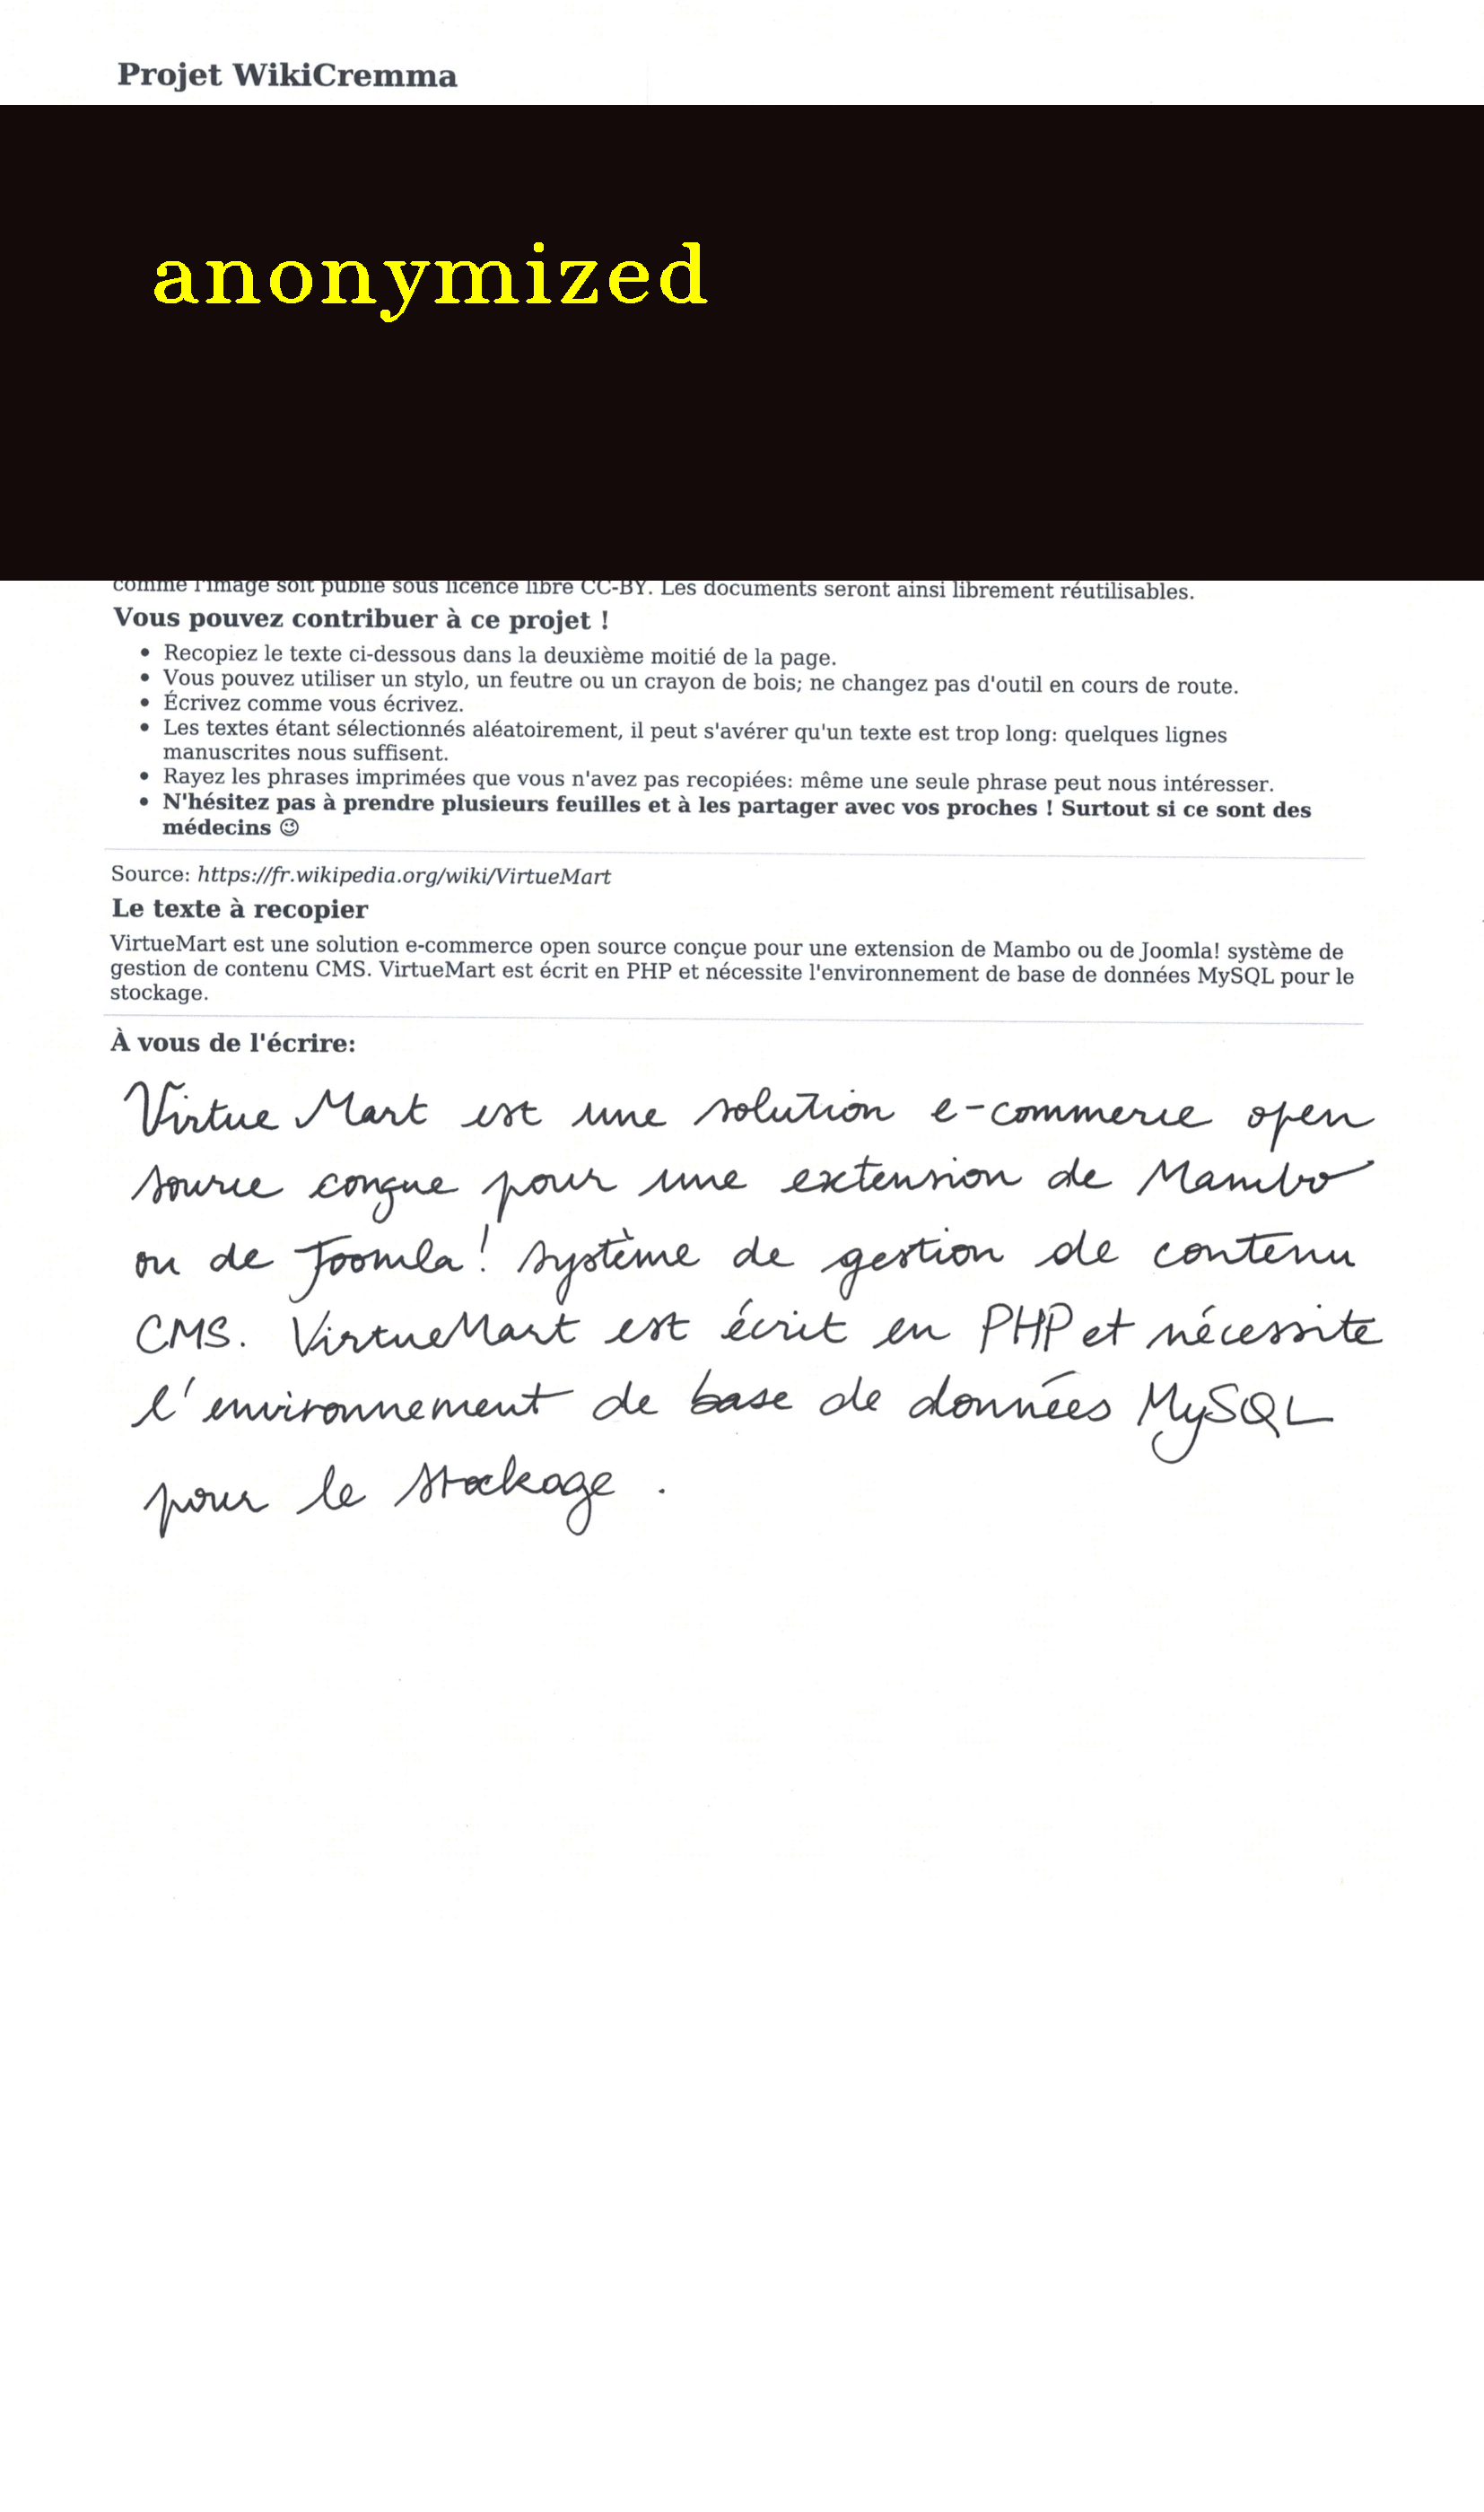 Projet WikiCremma
anonymized
comme l'image soit publié sous licence libre CC-BY. Les documents seront ainsi librement réutilisables.
Vous pouvez contribuer à ce projet !
• Recopiez le texte ci-dessous dans la deuxième moitié de la page.
• Vous pouvez utiliser un stylo, un feutre ou un crayon de bois; ne changez pas d'outil en cours de route.
• Écrivez comme vous écrivez.
• Les textes étant sélectionnés aléatoirement, il peut s'avérer qu'un texte est trop long: quelques lignes
manuscrites nous suffisent.
• Rayez les phrases imprimées que vous n'avez pas recopiées: même une seule phrase peut nous intéresser.
• N'hésitez pas à prendre plusieurs feuilles et à les partager avec vos proches ! Surtout si ce sont des
médecins ☺
Source: https://fr.wikipedia.org/wiki/VirtueMart
Le texte à recopier
VirtueMart est une solution e-commerce open source conçue pour une extension de Mambo ou de Joomla! système de
gestion de contenu CMS. VirtueMart est écrit en PHP et nécessite l'environnement de base de données MySQL pour le
stockage.
À vous de l'écrire:
Virtue Mart est une solution e-commerce open
source conçue pour une extension de Mambo
ou de Joomla! système de gestion de contenu
CMS. VirtueMart est écrit en PHP et nécessite
l'environnement de base de données MySQL
pour le stockage .